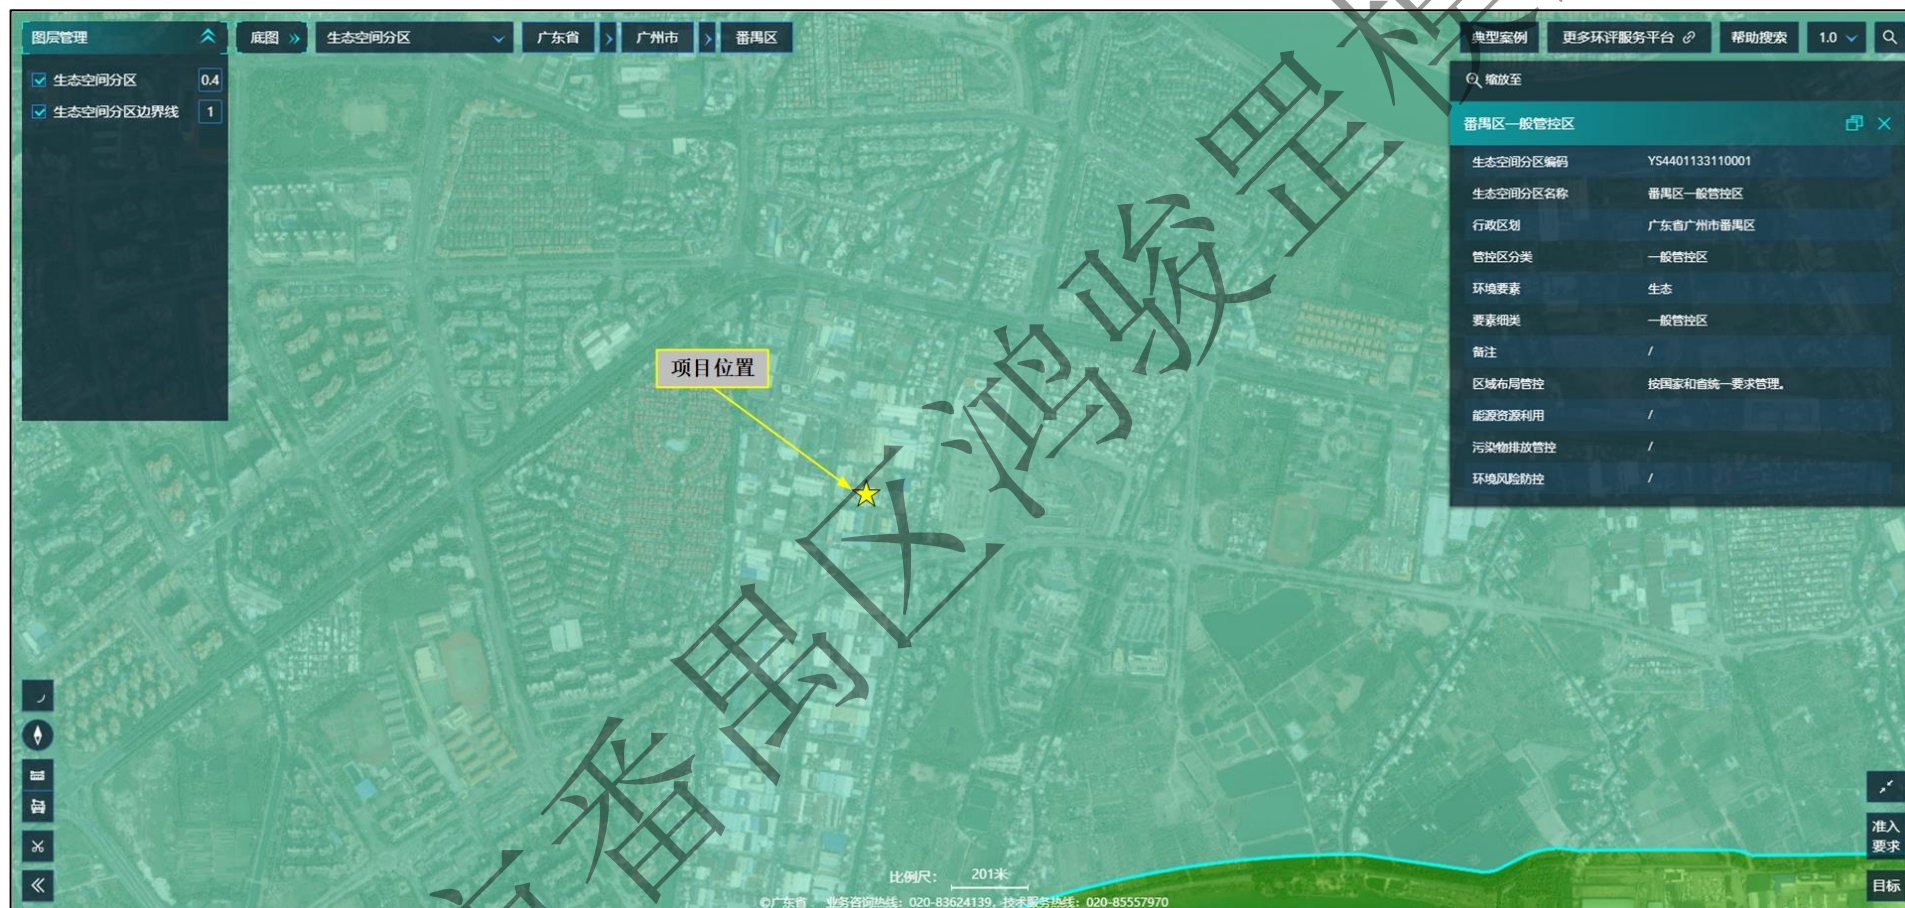 图层管理
底图
生态空间分区
广东省
广州市
番禺区
典型案例
更多环评服务平台
帮助搜索
1.0
生态空间分区 0.4
生态空间分区边界线 1
缩放至
番禺区一般管控区
生态空间分区编码 YS4401133110001
生态空间分区名称 番禺区一般管控区
行政区划 广东省广州市番禺区
管控区分类 一般管控区
环境要素 生态
要素细类 一般管控区
备注 /
区域布局管控 按国家和省统一要求管理。
能源资源利用 /
污染物排放管控 /
环境风险防控 /
项目位置
准入
要求
目标
比例尺: 201米
©广东省 业务咨询热线: 020-83624139, 技术服务热线: 020-85557970
番禺区鸿骏罡